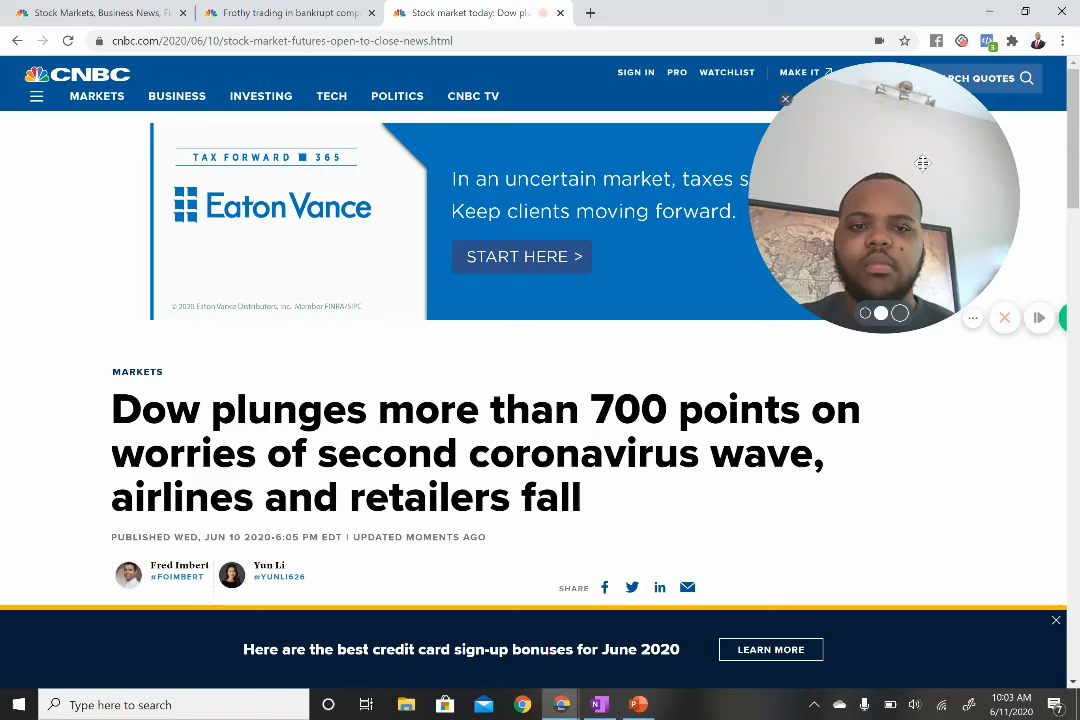 Stock Markets, Business News, Fi
Frothy trading in bankrupt comp
Stock market today: Dow plu
cnbc.com/2020/06/10/stock-market-futures-open-to-close-news.html
3
CNBC
SIGN IN PRO WATCHLIST MAKE IT
RCH QUOTES
MARKETS BUSINESS INVESTING TECH POLITICS CNBC TV
TAX FORWARD 365
Eaton Vance
© 2020 Eaton Vance Distributors, Inc. Member FINRA/SIPC
In an uncertain market, taxes s
Keep clients moving forward.
START HERE >
MARKETS
Dow plunges more than 700 points on
worries of second coronavirus wave,
airlines and retailers fall
PUBLISHED WED, JUN 10 2020•6:05 PM EDT | UPDATED MOMENTS AGO
Fred Imbert
@FOIMBERT
Yun Li
@YUNLI626
SHARE
Here are the best credit card sign-up bonuses for June 2020
LEARN MORE
Type here to search
10:03 AM
6/11/2020
7